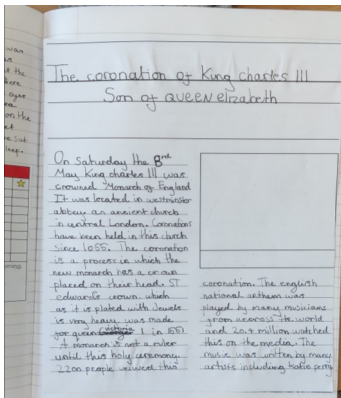 The coronation of King charles III
Son of QUEEN elizabeth
On Saturday the 8nd
May King charles III was
crowned Monarch of England
It was located in westminster
abbey an ancient church
in central London. Coronations
have been held in this church
since 1055. The coronation
is a process in which the
new monarch has a crown
placed on their head. ST
edwards crown which
as it is plated with Jewels
is very heavy was made
for queen 1 in 1551
A monarch is not a ruler
until this holy ceremony
2200 people viewed this
coronation. The english
national anthem was
played by many musicians
from accross the world
and 20.4 million watched
this on the media. The
music was written by many
artists including katie perry